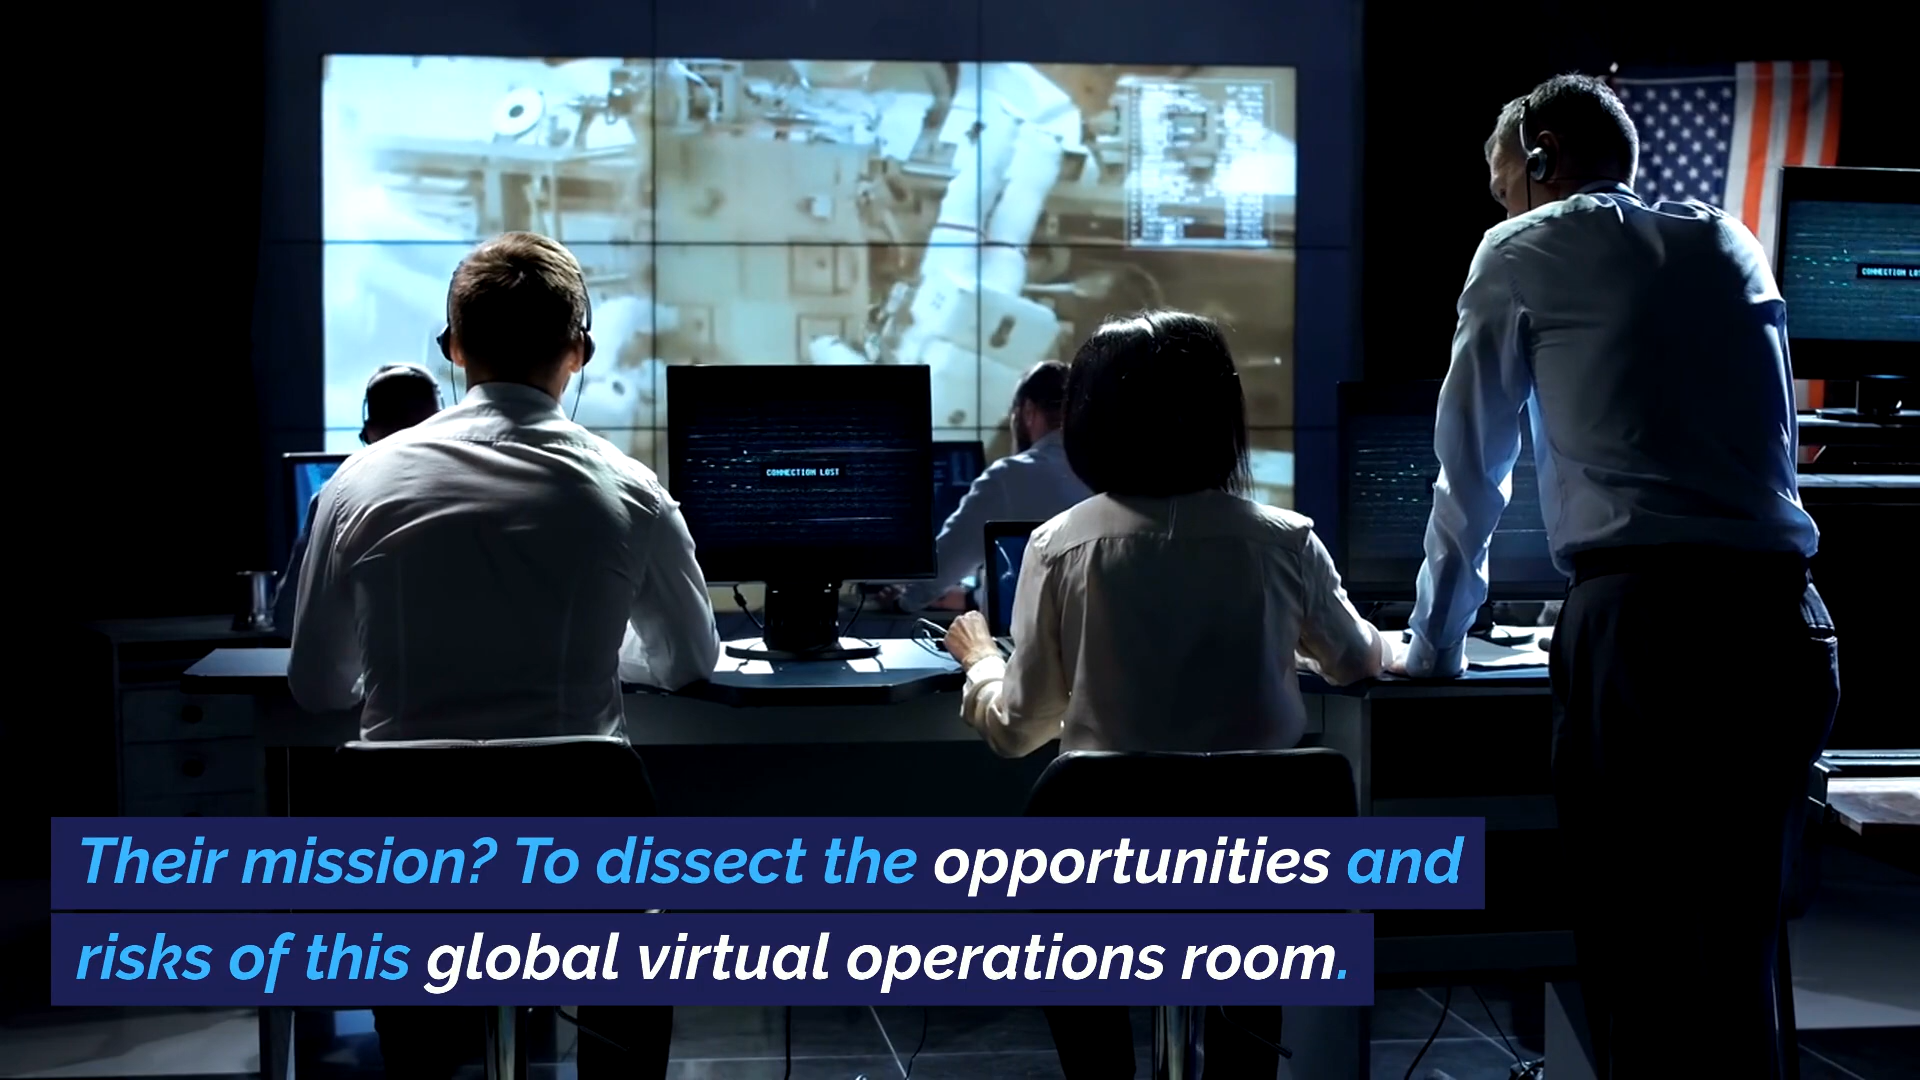 CONNECTION LOST
Their mission? To dissect the opportunities and
risks of this global virtual operations room.